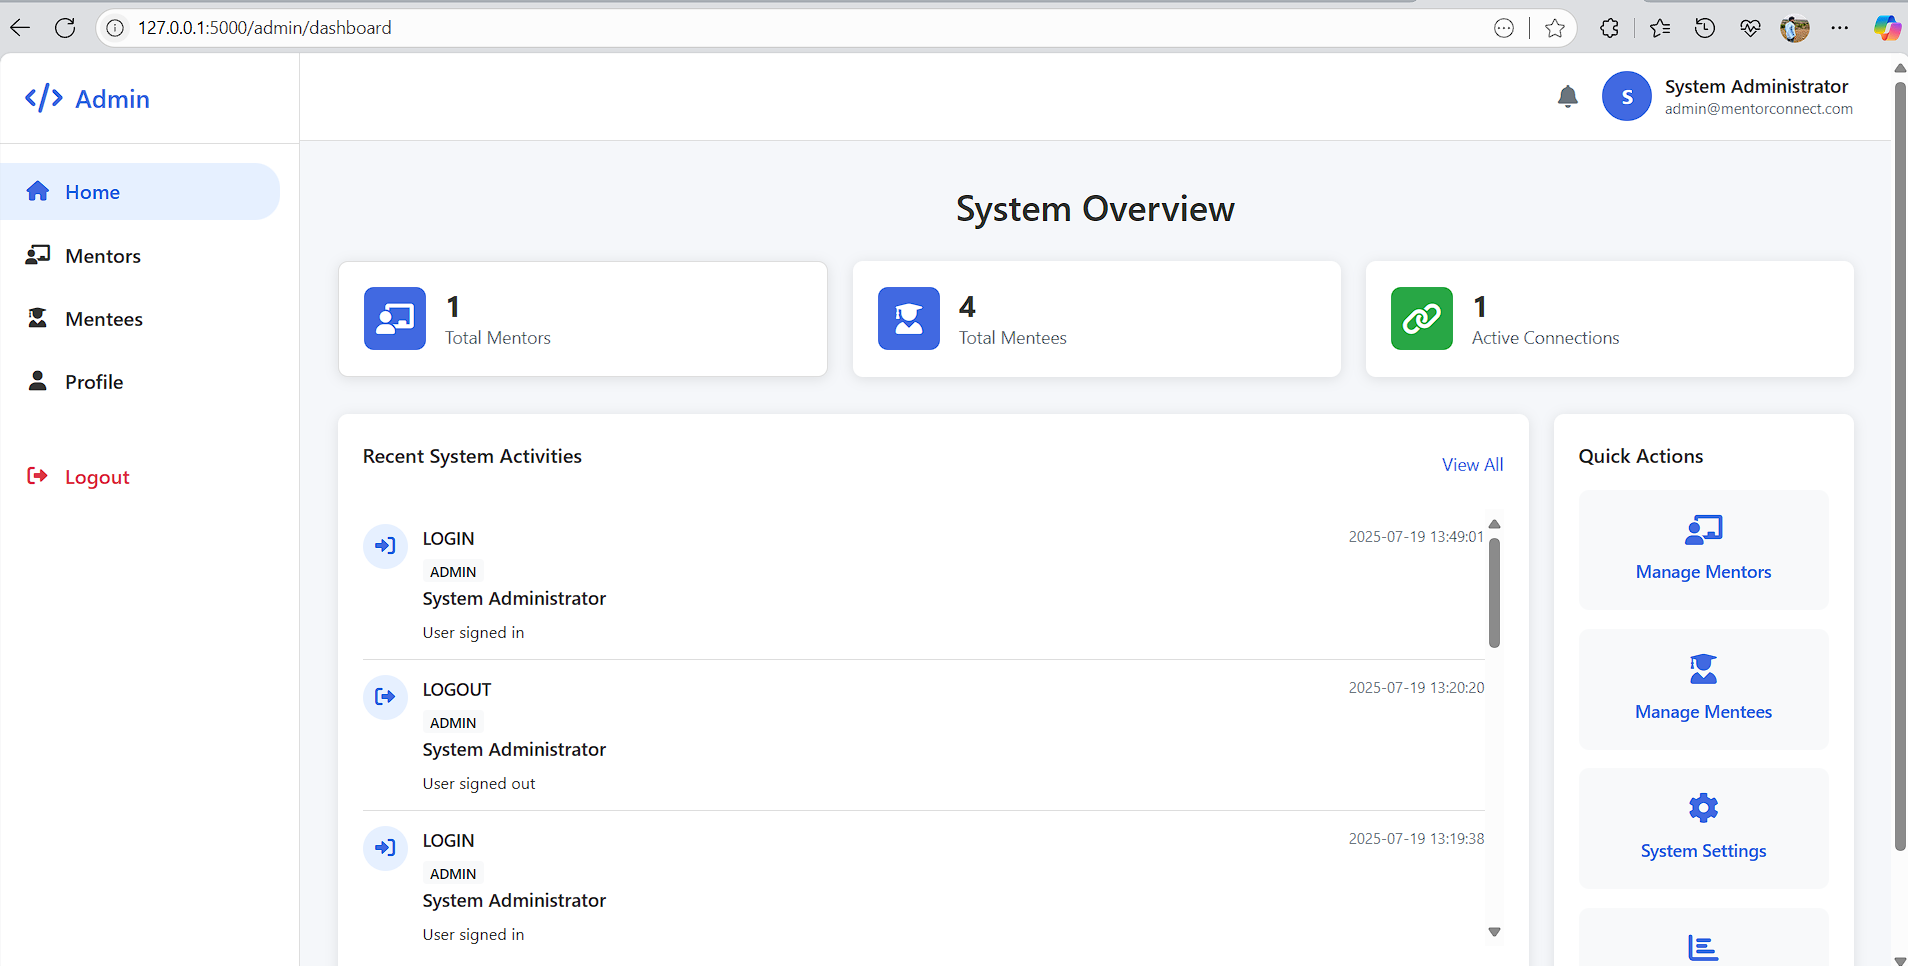 127.0.0.1:5000/admin/dashboard
Admin
Home
Mentors
Mentees
Profile
Logout
S
System Administrator
admin@mentorconnect.com
System Overview
1
Total Mentors
4
Total Mentees
1
Active Connections
Recent System Activities
View All
LOGIN
2025-07-19 13:49:01
ADMIN
System Administrator
User signed in
LOGOUT
2025-07-19 13:20:20
ADMIN
System Administrator
User signed out
LOGIN
2025-07-19 13:19:38
ADMIN
System Administrator
User signed in
Quick Actions
Manage Mentors
Manage Mentees
System Settings